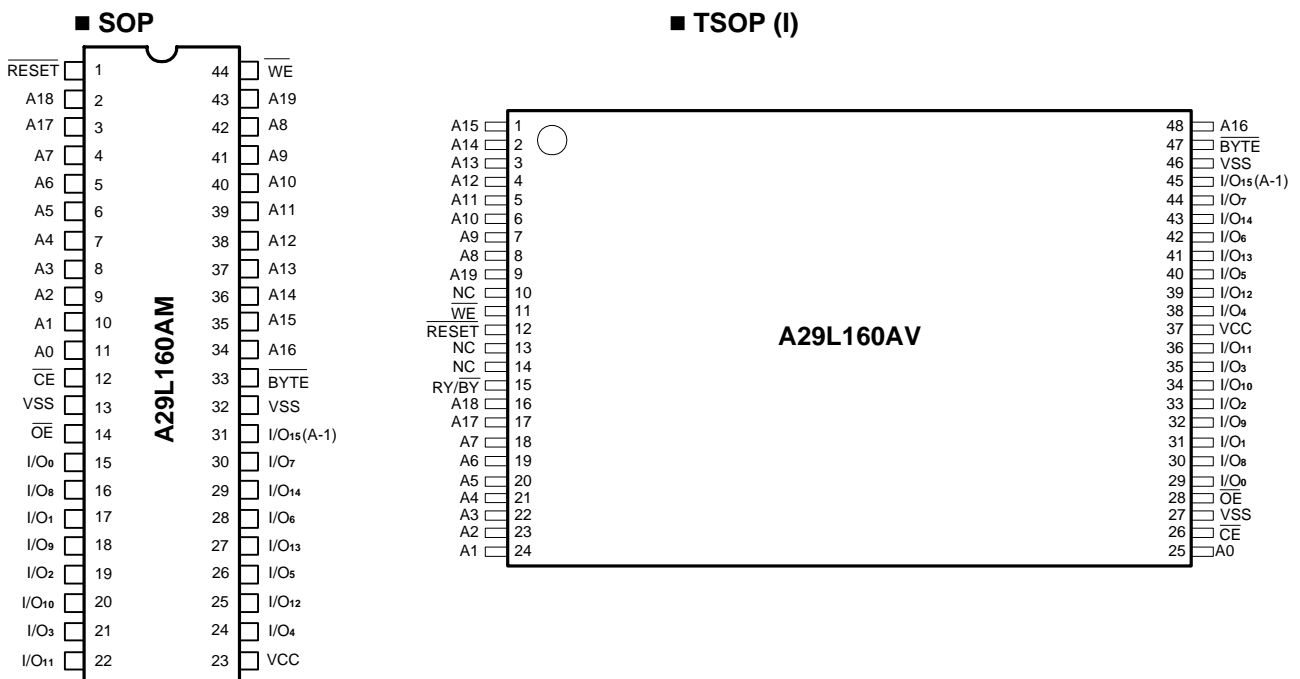 ■ SOP
RESET 1 44 WE
A18 2 43 A19
A17 3 42 A8
A7 4 41 A9
A6 5 40 A10
A5 6 39 A11
A4 7 38 A12
A3 8 37 A13
A2 9 36 A14
A1 10 35 A15
A0 11 34 A16
CE 12 33 BYTE
VSS 13 32 VSS
OE 14 31 I/O15(A-1)
I/O0 15 30 I/O7
I/O8 16 29 I/O14
I/O1 17 28 I/O6
I/O9 18 27 I/O13
I/O2 19 26 I/O5
I/O10 20 25 I/O12
I/O3 21 24 I/O4
I/O11 22 23 VCC
A29L160AM
■ TSOP (I)
A15 1 48 A16
A14 2 47 BYTE
A13 3 46 VSS
A12 4 45 I/O15(A-1)
A11 5 44 I/O7
A10 6 43 I/O14
A9 7 42 I/O6
A8 8 41 I/O13
A19 9 40 I/O5
NC 10 39 I/O12
WE 11 38 I/O4
RESET 12 37 VCC
NC 13 36 I/O11
NC 14 35 I/O3
RY/BY 15 34 I/O10
A18 16 33 I/O2
A17 17 32 I/O9
A7 18 31 I/O1
A6 19 30 I/O8
A5 20 29 I/O0
A4 21 28 OE
A3 22 27 VSS
A2 23 26 CE
A1 24 25 A0
A29L160AV